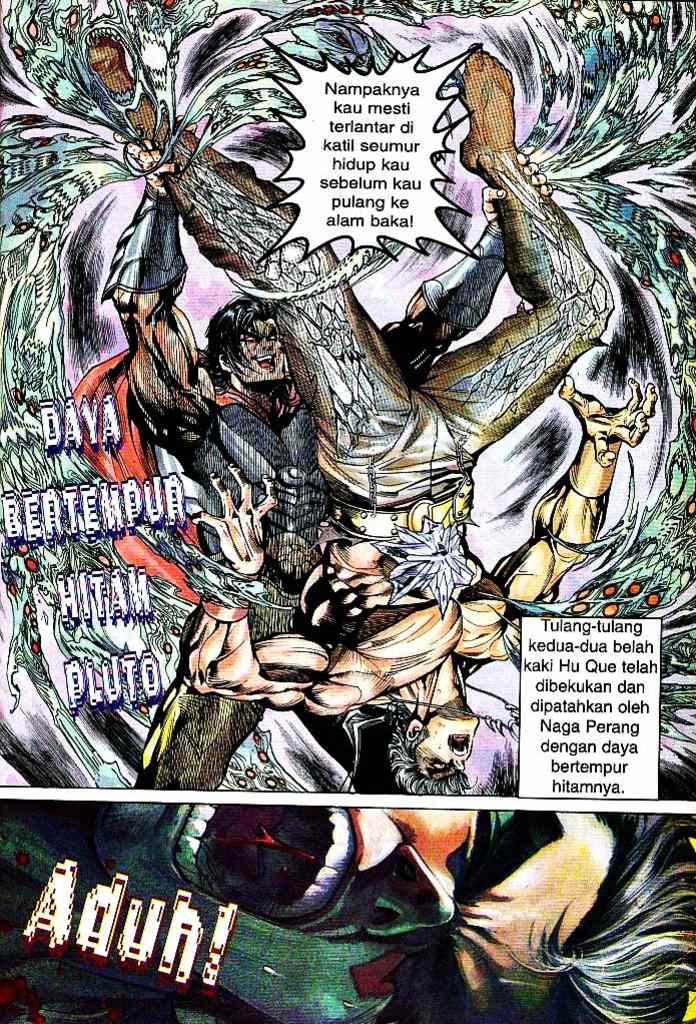 Nampaknya
kau mesti
terlantar di
katil seumur
hidup kau
sebelum kau
pulang ke
alam baka!
DAYA
BERTEMPUR
HITAM
PLUTO
Tulang-tulang
kedua-dua belah
kaki Hu Que telah
dibekukan dan
dipatahkan oleh
Naga Perang
dengan daya
bertempur
hitamnya.
Aduh!